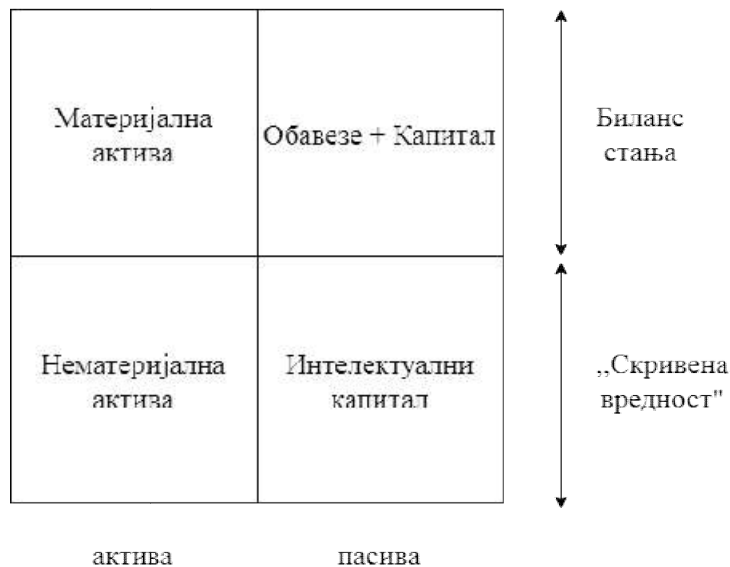 Материјална
актива
Обавезе + Капитал
Биланс
стања
Нематеријална
актива
Интелектуални
капитал
,,Скривена
вредност"
актива
пасива